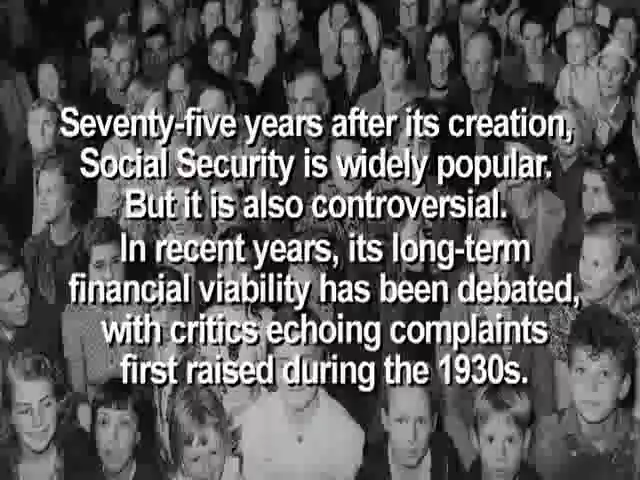 Seventy-five years after its creation,
Social Security is widely popular.
But it is also controversial.
In recent years, its long-term
financial viability has been debated,
with critics echoing complaints
first raised during the 1930s.